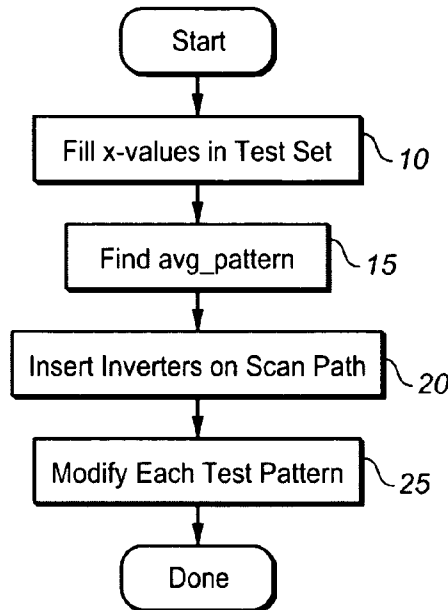 Start
Fill x-values in Test Set
10
Find avg_pattern
15
Insert Inverters on Scan Path
20
Modify Each Test Pattern
25
Done